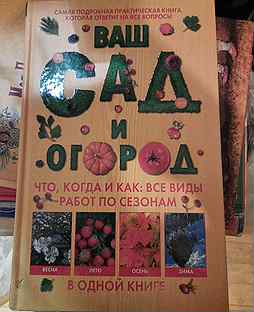 САМАЯ ПОДРОБНАЯ ПРАКТИЧЕСКАЯ КНИГА,
КОТОРАЯ ОТВЕТИТ НА ВСЕ ВОПРОСЫ
ВАШ
САД
И
ОГОРОД
ЧТО, КОГДА И КАК: ВСЕ ВИДЫ
РАБОТ ПО СЕЗОНАМ
ВЕСНА ЛЕТО ОСЕНЬ ЗИМА
В ОДНОЙ КНИГЕ